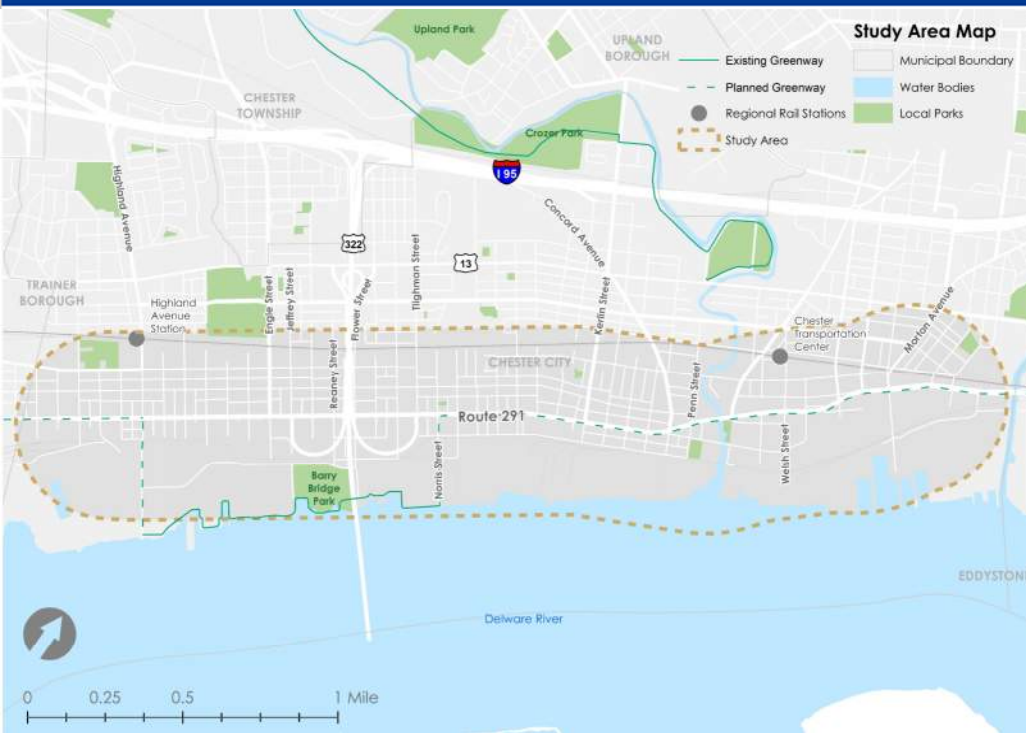 Study Area Map
Existing Greenway
Planned Greenway
Regional Rail Stations
Study Area
Municipal Boundary
Water Bodies
Local Parks
Upland Park
UPLAND
BOROUGH
CHESTER
TOWNSHIP
Crozer Park
I 95
Highland Avenue
Concord Avenue
322
13
Tilghman Street
TRAINER
BOROUGH
Highland
Avenue
Station
Engle Street
Jeffrey Street
Flower Street
Kerlin Street
Chester
Transportation
Center
Morton Avenue
Reaney Street
CHESTER CITY
Penn Street
Route 291
Norris Street
Welsh Street
Barry
Bridge
Park
EDDYSTONE
Delware River
0 0.25 0.5 1 Mile